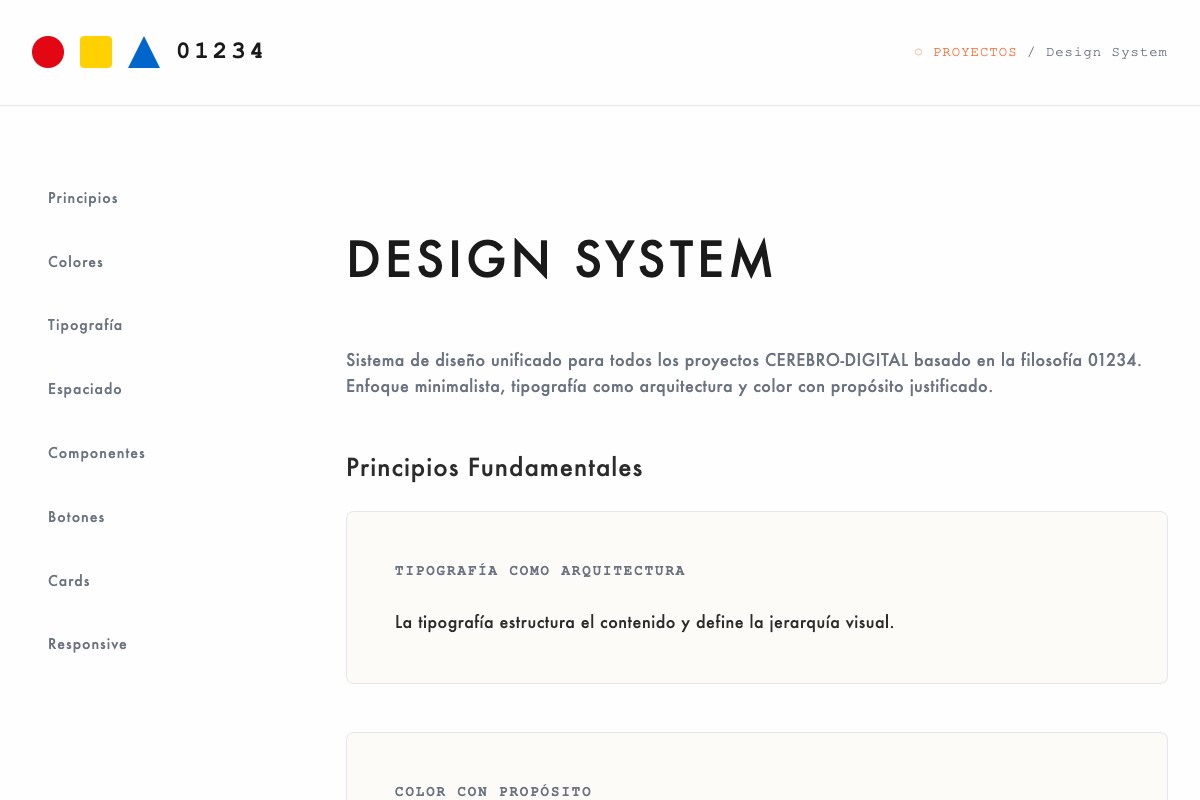 01234
○ PROYECTOS / Design System
Principios
Colores
Tipografía
Espaciado
Componentes
Botones
Cards
Responsive
DESIGN SYSTEM
Sistema de diseño unificado para todos los proyectos CEREBRO-DIGITAL basado en la filosofía 01234.
Enfoque minimalista, tipografía como arquitectura y color con propósito justificado.
Principios Fundamentales
TIPOGRAFÍA COMO ARQUITECTURA
La tipografía estructura el contenido y define la jerarquía visual.
COLOR CON PROPÓSITO